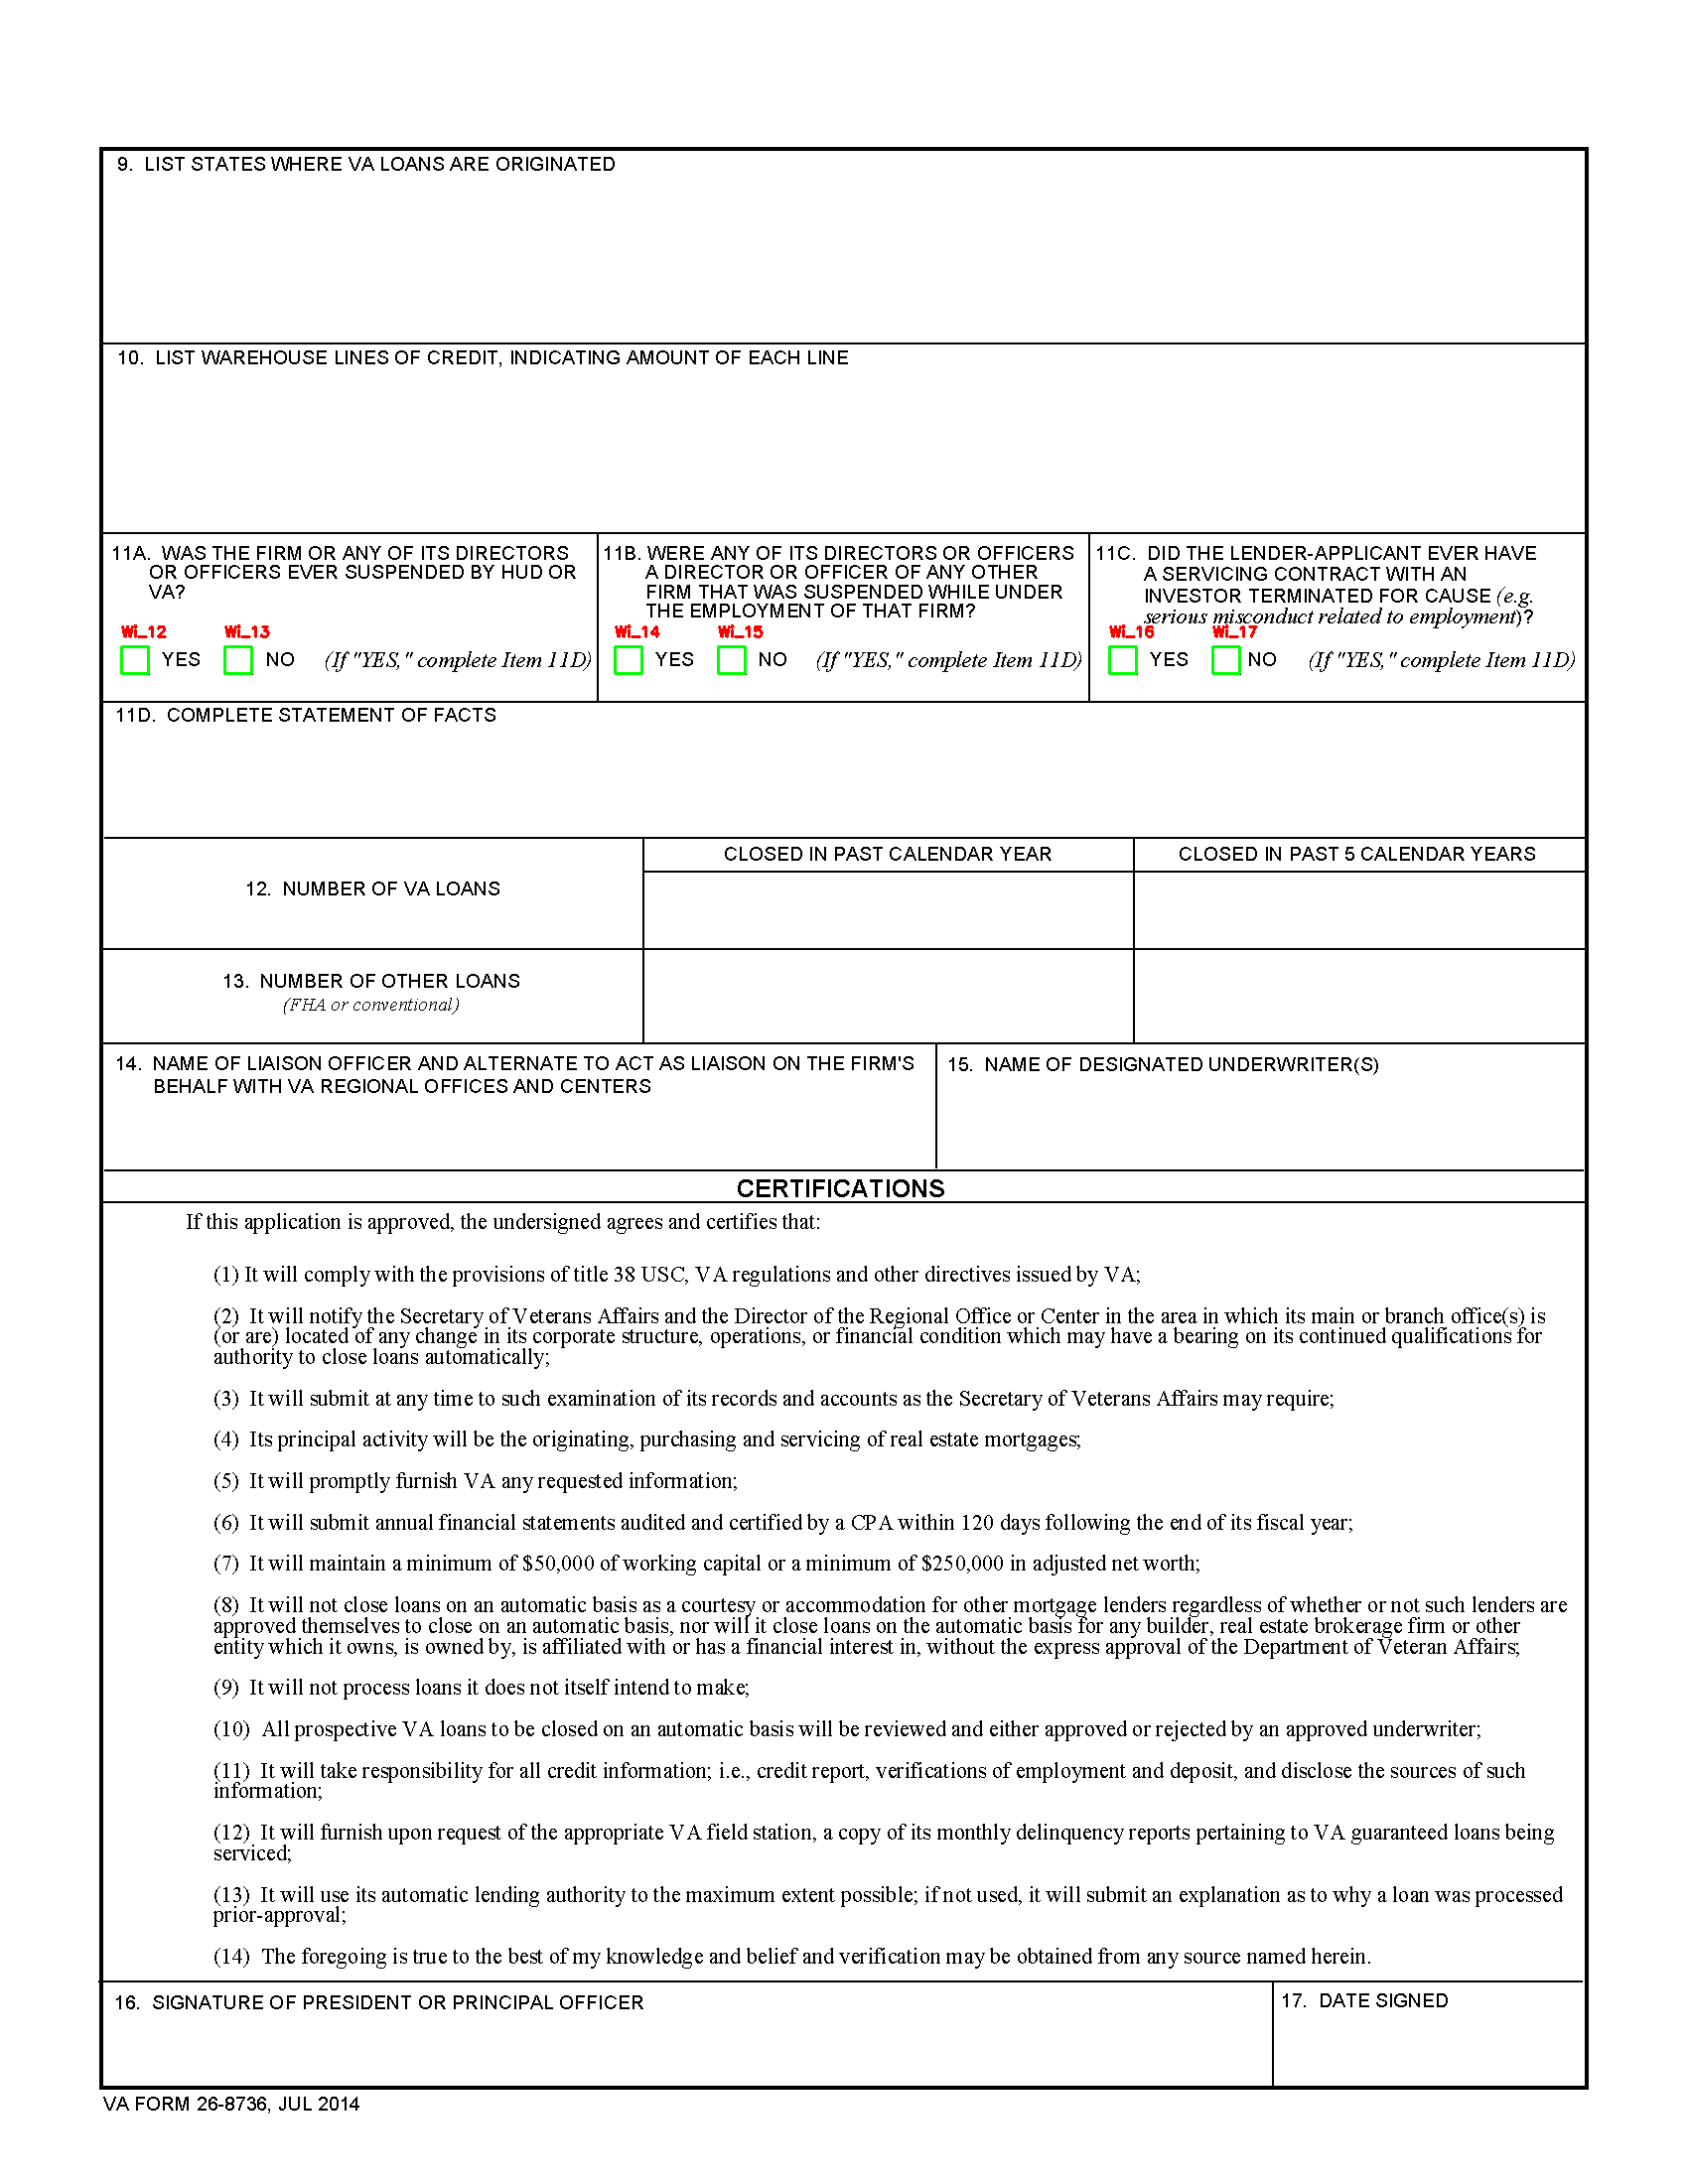 9. LIST STATES WHERE VA LOANS ARE ORIGINATED
10. LIST WAREHOUSE LINES OF CREDIT, INDICATING AMOUNT OF EACH LINE
11A. WAS THE FIRM OR ANY OF ITS DIRECTORS
OR OFFICERS EVER SUSPENDED BY HUD OR
VA?
Wi_12 Wi_13
YES NO (If "YES," complete Item 11D)
11B. WERE ANY OF ITS DIRECTORS OR OFFICERS
A DIRECTOR OR OFFICER OF ANY OTHER
FIRM THAT WAS SUSPENDED WHILE UNDER
THE EMPLOYMENT OF THAT FIRM?
Wi_14 Wi_15
YES NO (If "YES," complete Item 11D)
11C. DID THE LENDER-APPLICANT EVER HAVE
A SERVICING CONTRACT WITH AN
INVESTOR TERMINATED FOR CAUSE (e.g.
serious misconduct related to employment)?
Wi_16 Wi_17
YES NO (If "YES," complete Item 11D)
11D. COMPLETE STATEMENT OF FACTS
CLOSED IN PAST CALENDAR YEAR
CLOSED IN PAST 5 CALENDAR YEARS
12. NUMBER OF VA LOANS
13. NUMBER OF OTHER LOANS
(FHA or conventional)
14. NAME OF LIAISON OFFICER AND ALTERNATE TO ACT AS LIAISON ON THE FIRM'S
BEHALF WITH VA REGIONAL OFFICES AND CENTERS
15. NAME OF DESIGNATED UNDERWRITER(S)
CERTIFICATIONS
If this application is approved, the undersigned agrees and certifies that:
(1) It will comply with the provisions of title 38 USC, VA regulations and other directives issued by VA;
(2) It will notify the Secretary of Veterans Affairs and the Director of the Regional Office or Center in the area in which its main or branch office(s) is
(or are) located of any change in its corporate structure, operations, or financial condition which may have a bearing on its continued qualifications for
authority to close loans automatically;
(3) It will submit at any time to such examination of its records and accounts as the Secretary of Veterans Affairs may require;
(4) Its principal activity will be the originating, purchasing and servicing of real estate mortgages;
(5) It will promptly furnish VA any requested information;
(6) It will submit annual financial statements audited and certified by a CPA within 120 days following the end of its fiscal year;
(7) It will maintain a minimum of $50,000 of working capital or a minimum of $250,000 in adjusted net worth;
(8) It will not close loans on an automatic basis as a courtesy or accommodation for other mortgage lenders regardless of whether or not such lenders are
approved themselves to close on an automatic basis, nor will it close loans on the automatic basis for any builder, real estate brokerage firm or other
entity which it owns, is owned by, is affiliated with or has a financial interest in, without the express approval of the Department of Veteran Affairs;
(9) It will not process loans it does not itself intend to make;
(10) All prospective VA loans to be closed on an automatic basis will be reviewed and either approved or rejected by an approved underwriter;
(11) It will take responsibility for all credit information; i.e., credit report, verifications of employment and deposit, and disclose the sources of such
information;
(12) It will furnish upon request of the appropriate VA field station, a copy of its monthly delinquency reports pertaining to VA guaranteed loans being
serviced;
(13) It will use its automatic lending authority to the maximum extent possible; if not used, it will submit an explanation as to why a loan was processed
prior-approval;
(14) The foregoing is true to the best of my knowledge and belief and verification may be obtained from any source named herein.
16. SIGNATURE OF PRESIDENT OR PRINCIPAL OFFICER
17. DATE SIGNED
VA FORM 26-8736, JUL 2014